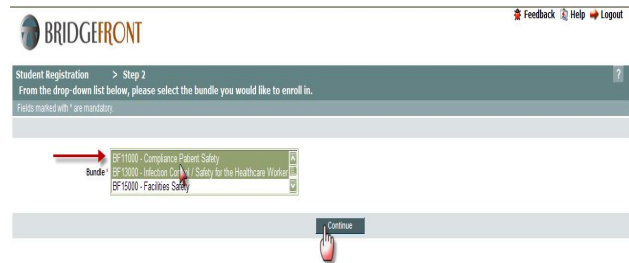 Feedback Help Logout
BRIDGEFRONT
Student Registration > Step 2
From the drop-down list below, please select the bundle you would like to enroll in.
?
Fields marked with * are mandatory.
BF11000 - Compliance Patient Safety
Bundle * BF13000 - Infection Control / Safety for the Healthcare Worker
BF15000 - Facilities Safety
Continue